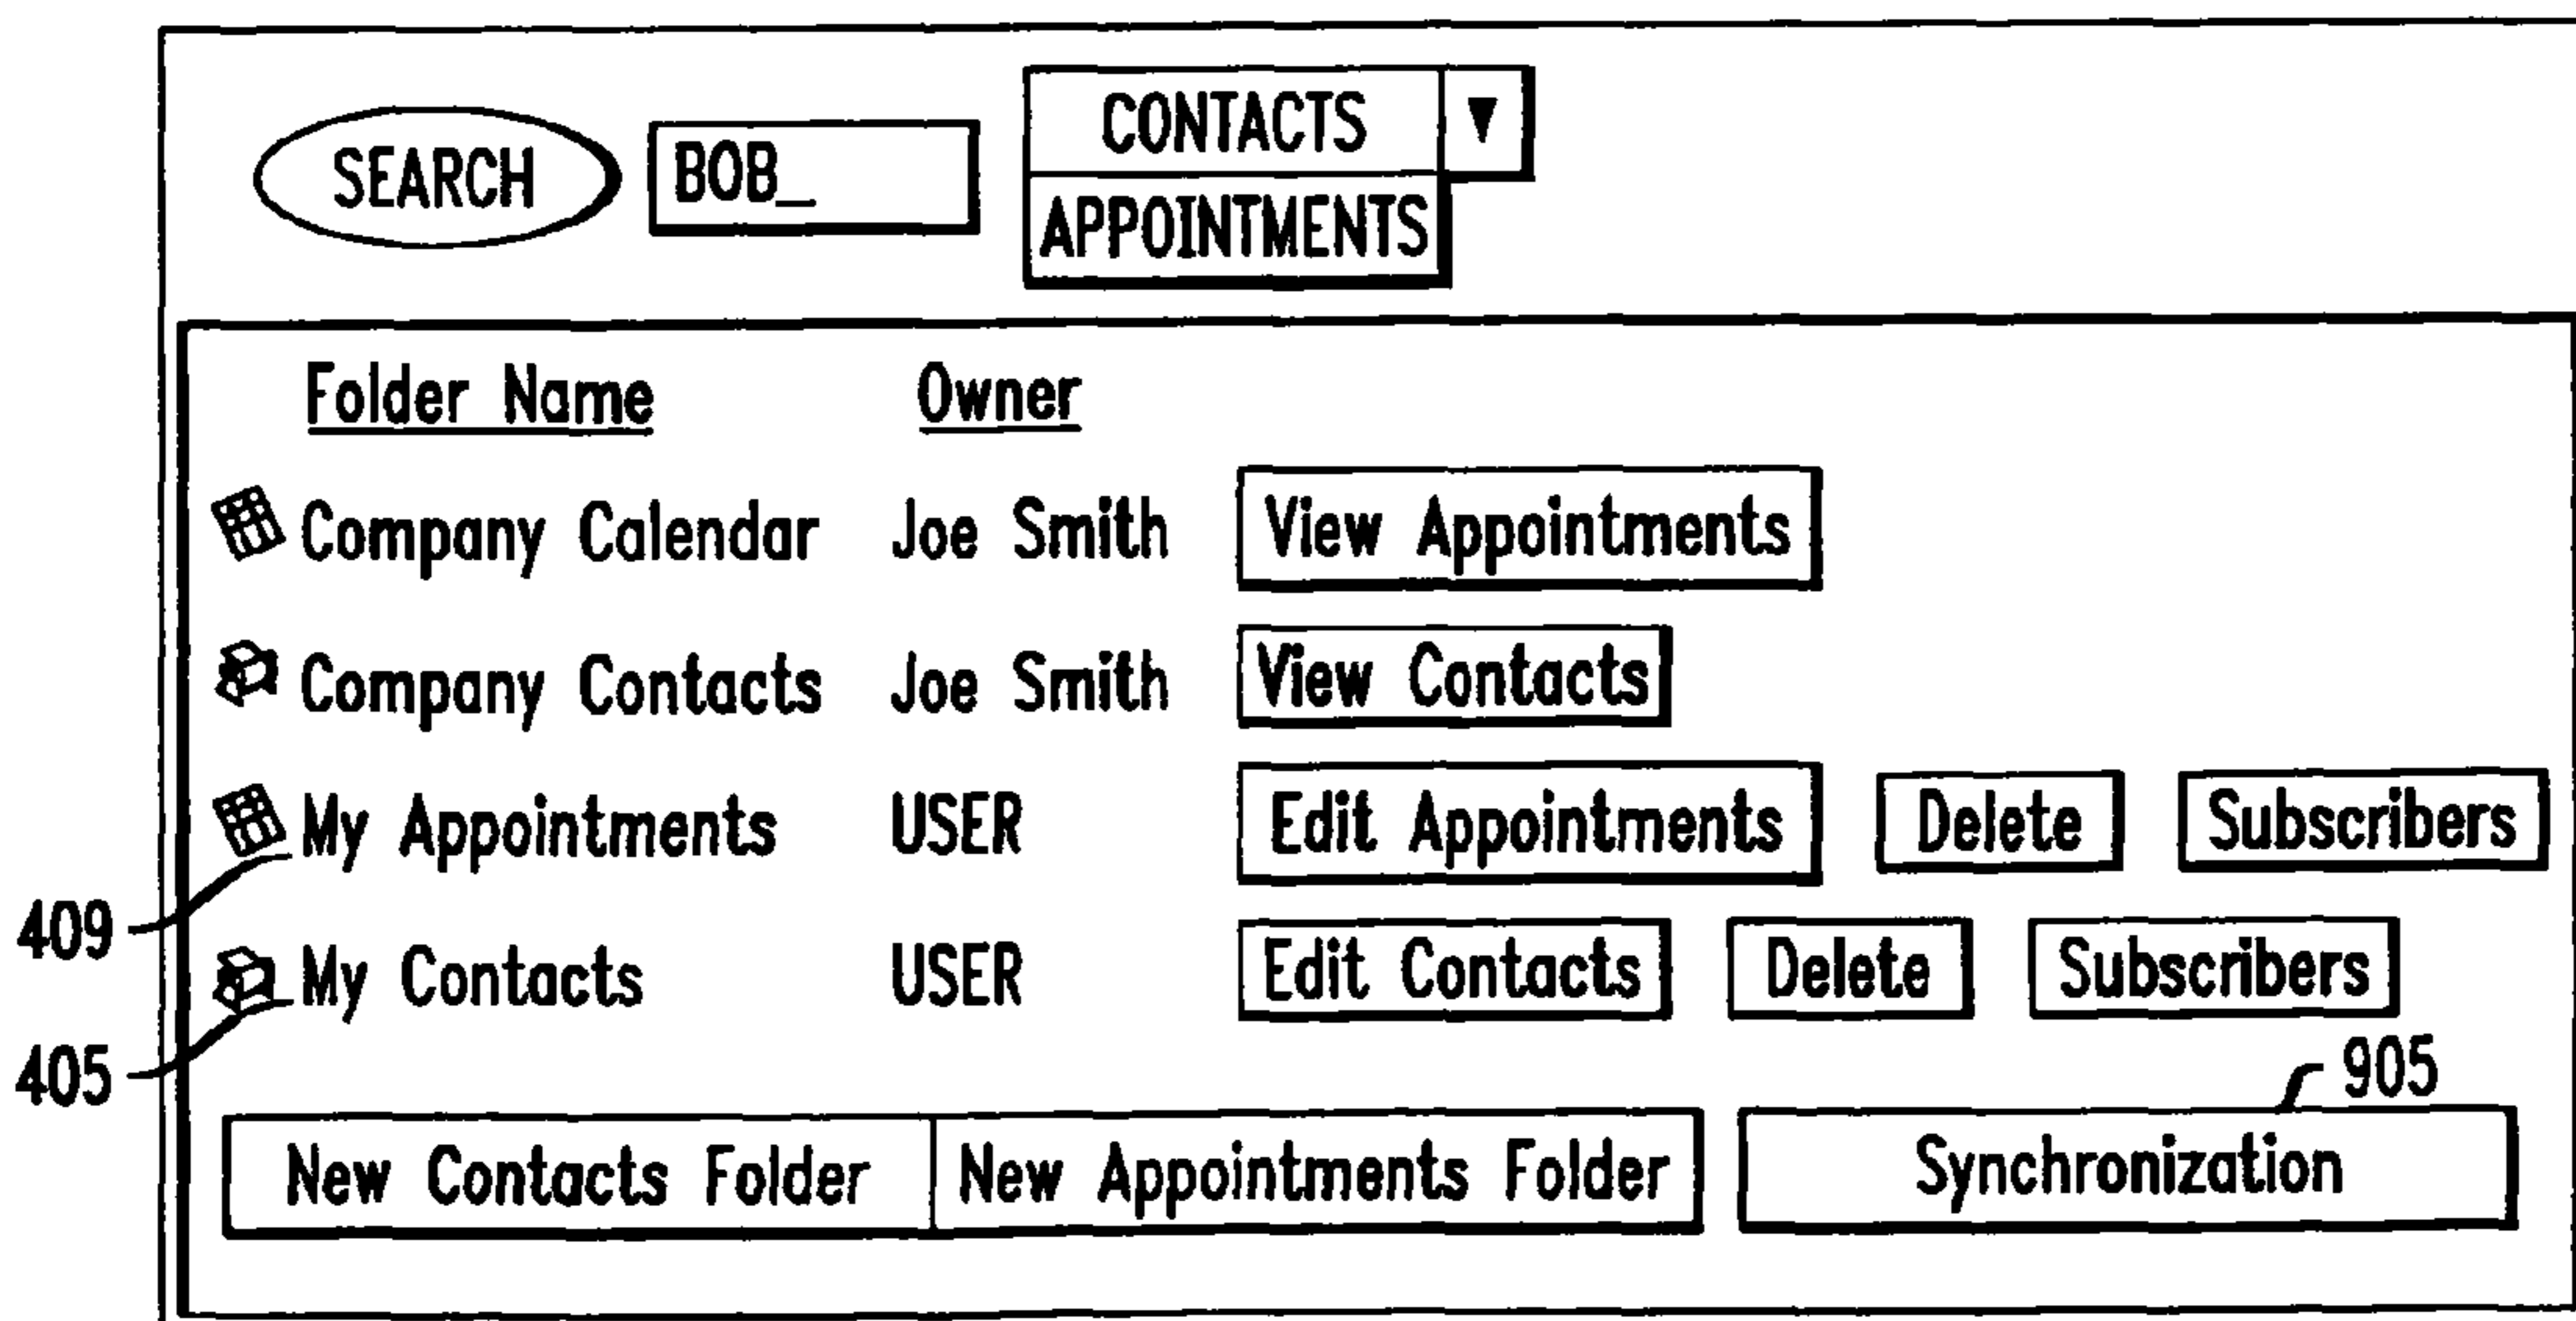 SEARCH BOB_ CONTACTS ▼
APPOINTMENTS
Folder Name Owner
Company Calendar Joe Smith View Appointments
Company Contacts Joe Smith View Contacts
My Appointments USER Edit Appointments Delete Subscribers
409
My Contacts USER Edit Contacts Delete Subscribers
405
905
New Contacts Folder New Appointments Folder Synchronization